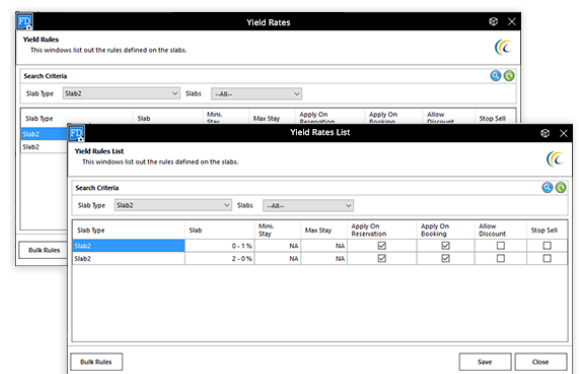 FD
Yield Rates
Yield Rules
This windows list out the rules defined on the slabs.
Search Criteria
Slab Type Slab2 Slabs --All--
Slab Type Slab Mini. Stay Max Stay Apply On Reservation Apply On Booking Allow Discount Stop Sell
Slab2
Slab2
Bulk Rules
FD
Yield Rates List
Yield Rules List
This windows list out the rules defined on the slabs.
Search Criteria
Slab Type Slab2 Slabs --All--
Slab Type Slab Mini. Stay Max Stay Apply On Reservation Apply On Booking Allow Discount Stop Sell
Slab2 0 - 1% NA NA
Slab2 2 - 0% NA NA
Bulk Rules Save Close